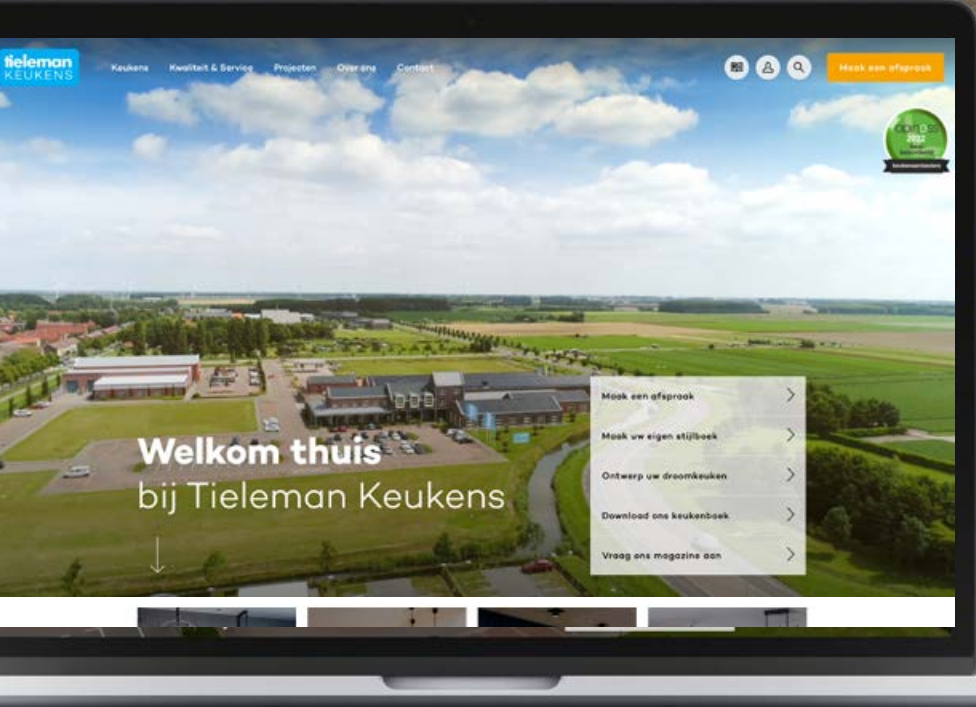 tieleman
KEUKENS
Keukens
Kwaliteit & Service
Projecten
Over ons
Contact
Maak een afspraak
2022
Welkom thuis
bij Tieleman Keukens
Maak een afspraak
Maak uw eigen stijlboek
Ontwerp uw droomkeuken
Download ons keukenboek
Vraag ons magazine aan